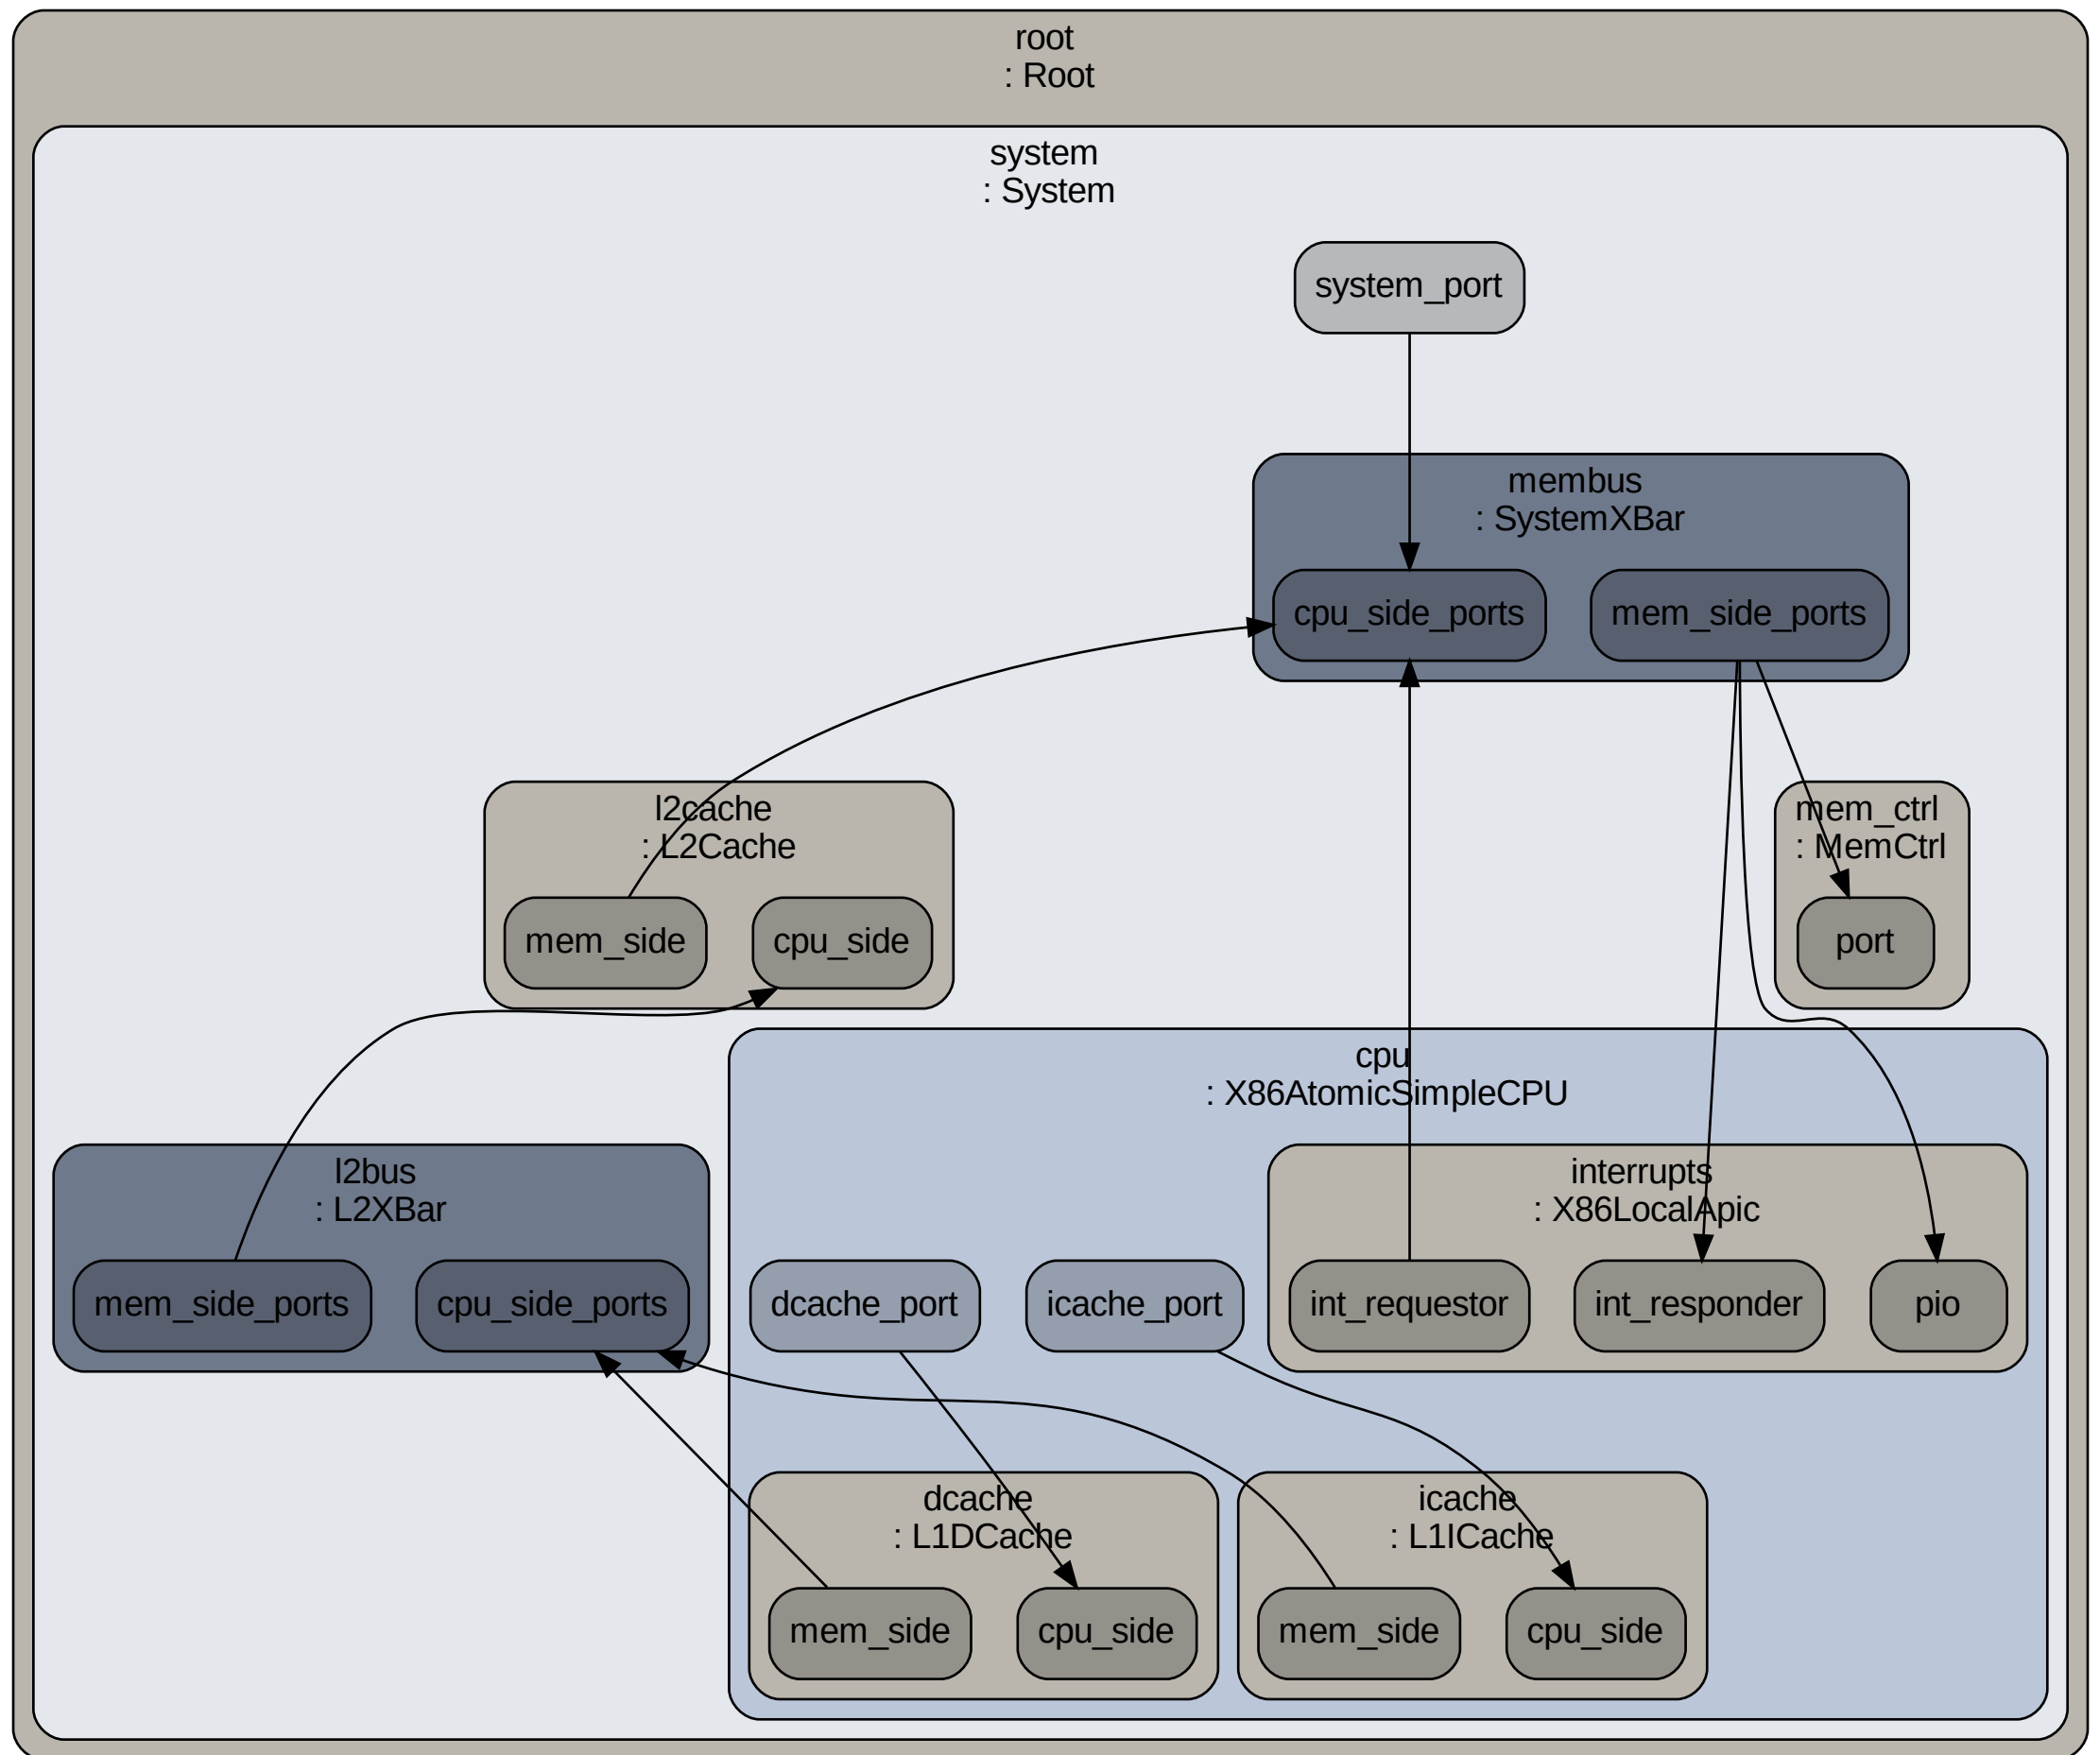 root
: Root
system
: System
system_port
membus
: SystemXBar
cpu_side_ports
mem_side_ports
l2cache
: L2Cache
mem_side
cpu_side
mem_ctrl
: MemCtrl
port
cpu
: X86AtomicSimpleCPU
l2bus
: L2XBar
mem_side_ports
cpu_side_ports
dcache_port
icache_port
interrupts
: X86LocalApic
int_requestor
int_responder
pio
dcache
: L1DCache
mem_side
cpu_side
icache
: L1ICache
mem_side
cpu_side